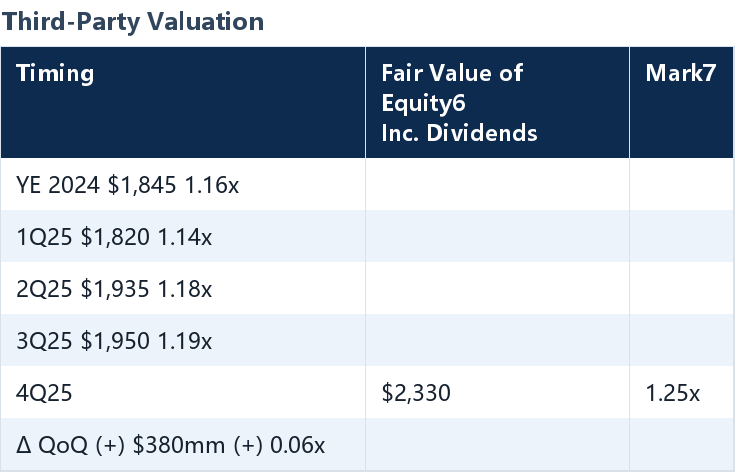 Third-Party Valuation
Timing
Fair Value of
Equity6
Inc. Dividends
Mark7
YE 2024 $1,845 1.16x
1Q25 $1,820 1.14x
2Q25 $1,935 1.18x
3Q25 $1,950 1.19x
4Q25 $2,330 1.25x
Δ QoQ (+) $380mm (+) 0.06x